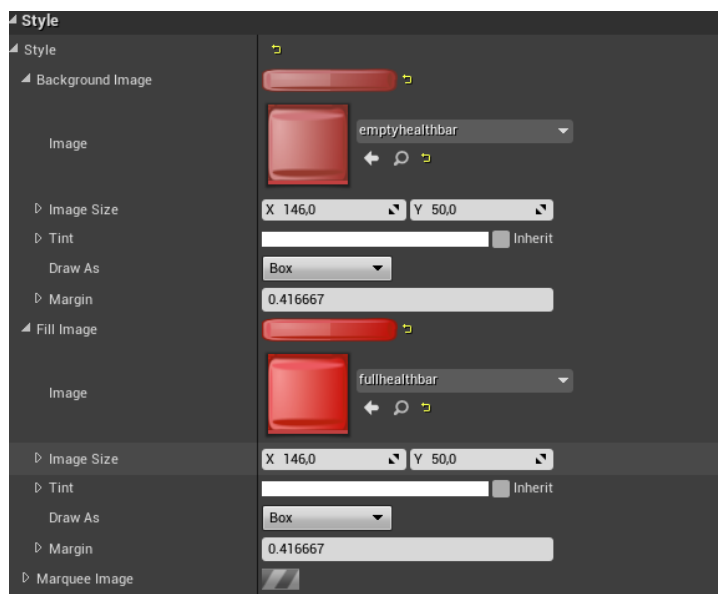 Style
Style
Background Image
Image
emptyhealthbar
Image Size
X 146,0 Y 50,0
Tint
Inherit
Draw As
Box
Margin
0.416667
Fill Image
Image
fullhealthbar
Image Size
X 146,0 Y 50,0
Tint
Inherit
Draw As
Box
Margin
0.416667
Marquee Image